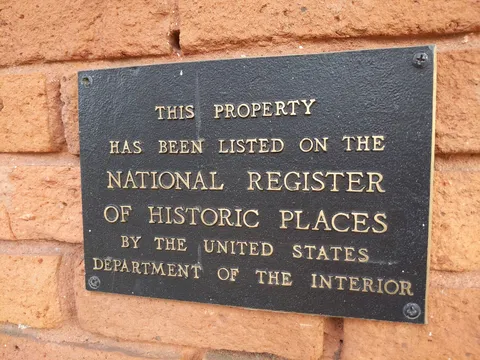 THIS PROPERTY
HAS BEEN LISTED ON THE
NATIONAL REGISTER
OF HISTORIC PLACES
BY THE UNITED STATES
DEPARTMENT OF THE INTERIOR